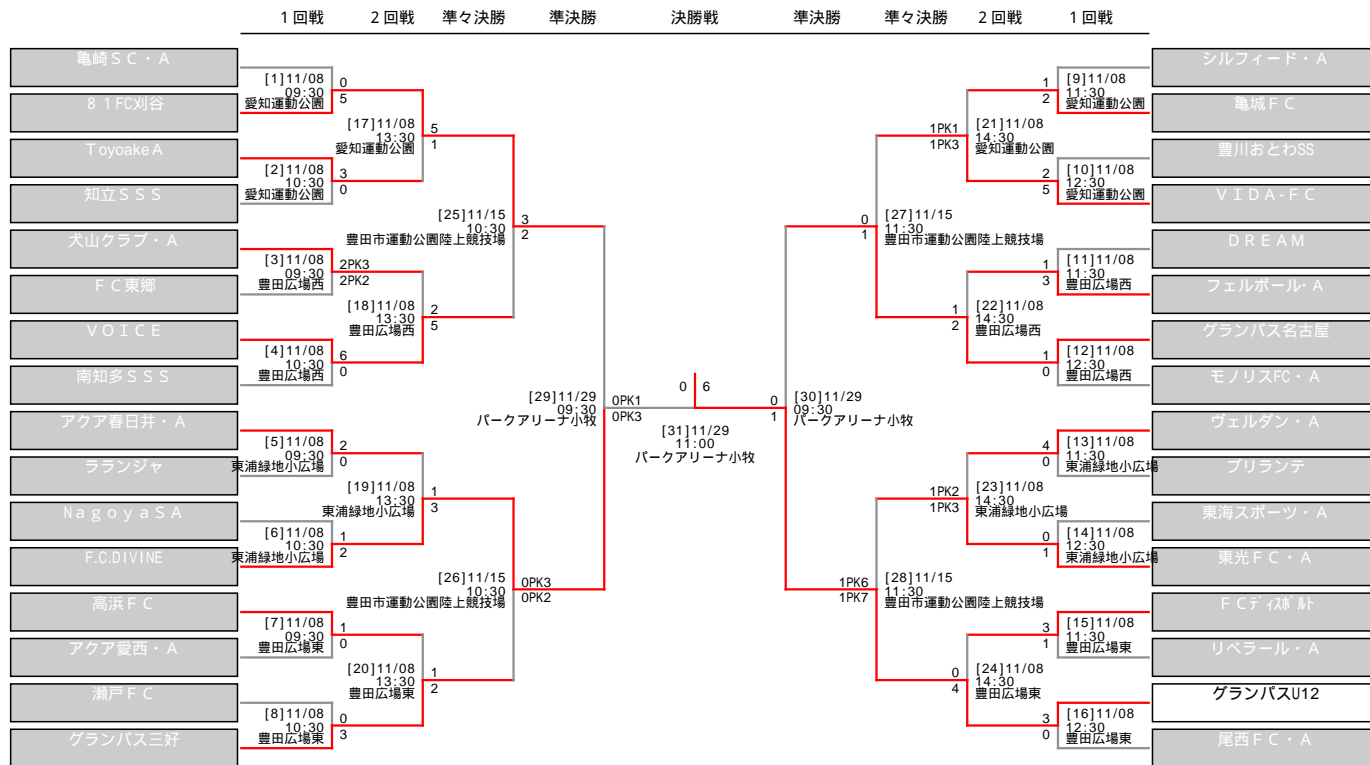 1回戦 2回戦 準々決勝 準決勝 決勝戦 準決勝 準々決勝 2回戦 1回戦
亀崎SC・A
81FC刈谷
ToyoakeA
知立SSS
犬山クラブ・A
FC東郷
VOICE
南知多SSS
アクア春日井・A
ラランジャ
NagoyaSA
F.C.DIVINE
高浜FC
アクア愛西・A
瀬戸FC
グランパス三好
[1]11/08
09:30
愛知運動公園
0
5
[2]11/08
10:30
愛知運動公園
3
0
[3]11/08
09:30
豊田広場西
2PK3
2PK2
[4]11/08
10:30
豊田広場西
6
0
[5]11/08
09:30
東浦緑地小広場
2
0
[6]11/08
10:30
東浦緑地小広場
1
2
[7]11/08
09:30
豊田広場東
1
0
[8]11/08
10:30
豊田広場東
0
3
[17]11/08
13:30
愛知運動公園
5
1
[18]11/08
13:30
豊田広場西
2
5
[19]11/08
13:30
東浦緑地小広場
1
3
[20]11/08
13:30
豊田広場東
1
2
[25]11/15
10:30
豊田市運動公園陸上競技場
3
2
[26]11/15
10:30
豊田市運動公園陸上競技場
0PK3
0PK2
[29]11/29
09:30
パークアリーナ小牧
0PK1
0PK3
0 6
[31]11/29
11:00
パークアリーナ小牧
0
1
[30]11/29
09:30
パークアリーナ小牧
0
1
[27]11/15
11:30
豊田市運動公園陸上競技場
1PK6
1PK7
[28]11/15
11:30
豊田市運動公園陸上競技場
1PK1
1PK3
[21]11/08
14:30
愛知運動公園
1
2
[22]11/08
14:30
豊田広場西
1PK2
1PK3
[23]11/08
14:30
東浦緑地小広場
0
4
[24]11/08
14:30
豊田広場東
1
2
[9]11/08
11:30
愛知運動公園
2
5
[10]11/08
12:30
愛知運動公園
1
3
[11]11/08
11:30
豊田広場西
1
0
[12]11/08
12:30
豊田広場西
4
0
[13]11/08
11:30
東浦緑地小広場
0
1
[14]11/08
12:30
東浦緑地小広場
3
1
[15]11/08
11:30
豊田広場東
3
0
[16]11/08
12:30
豊田広場東
シルフィード・A
亀城FC
豊川おとわSS
VIDA-FC
DREAM
フェルボール・A
グランパス名古屋
モノリスFC・A
ヴェルダン・A
ブリランテ
東海スポーツ・A
東光FC・A
FCディスポルト
リベラール・A
グランパスU12
尾西FC・A